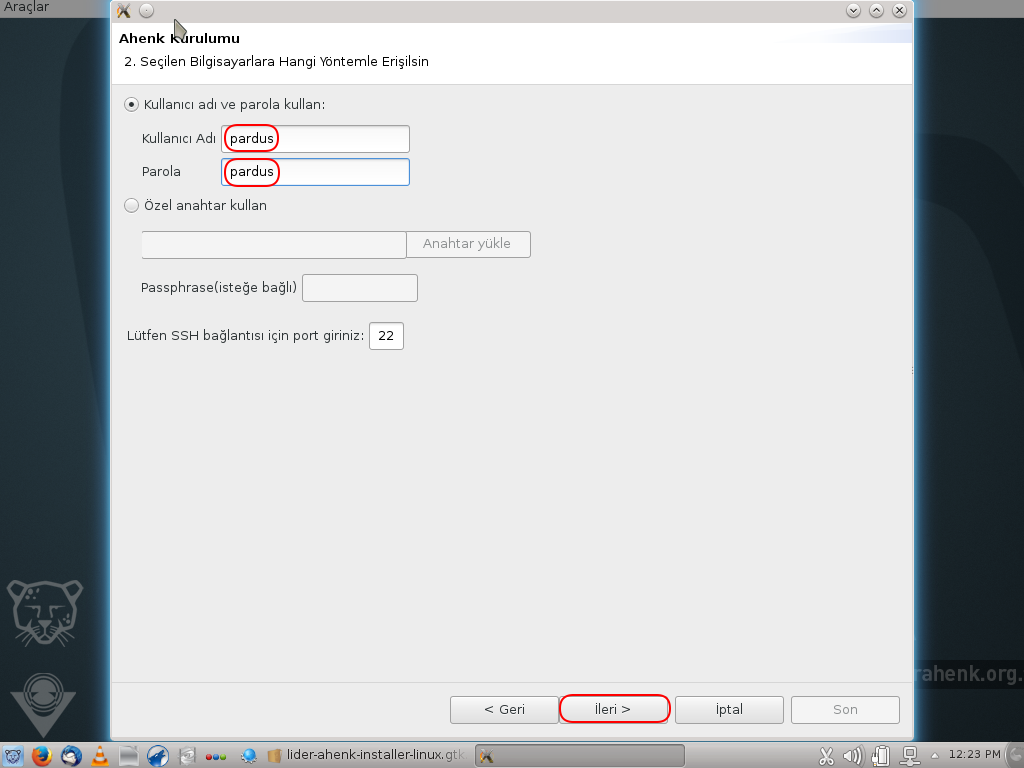 Araçlar
Ahenk Kurulumu
2. Seçilen Bilgisayarlara Hangi Yöntemle Erişilsin
Kullanıcı adı ve parola kullan:
Kullanıcı Adı pardus
Parola pardus
Özel anahtar kullan
Anahtar yükle
Passphrase(isteğe bağlı)
Lütfen SSH bağlantısı için port giriniz: 22
rahenk.org.
< Geri İleri > İptal Son
lider-ahenk-installer-linux.gtk 12:23 PM